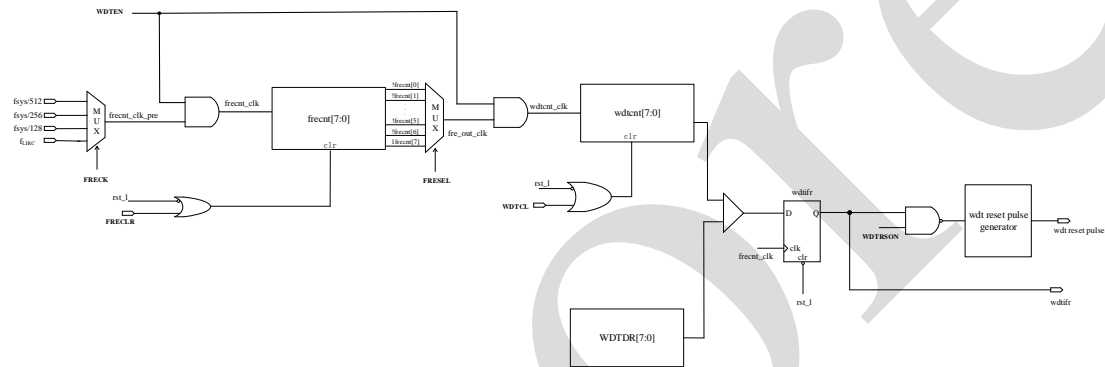 WDTEN
fsys/512
fsys/256
fsys/128
fLIRC
M
U
X
frecnt_clk_pre
FRECK
frecnt_clk
frecnt[7:0]
clr
rst_l
FRECLR
!frecnt[0]
!frecnt[1]
!frecnt[5]
!frecnt[6]
!frecnt[7]
M
U
X
fre_out_clk
FRESEL
wdtcnt_clk
wdtcnt[7:0]
clr
rst_l
WDTCL
WDTDR[7:0]
wdtifr
D
Q
clk
clr
frecnt_clk
rst_l
WDTRSON
wdt reset pulse
generator
wdt reset pulse
wdtifr
ore